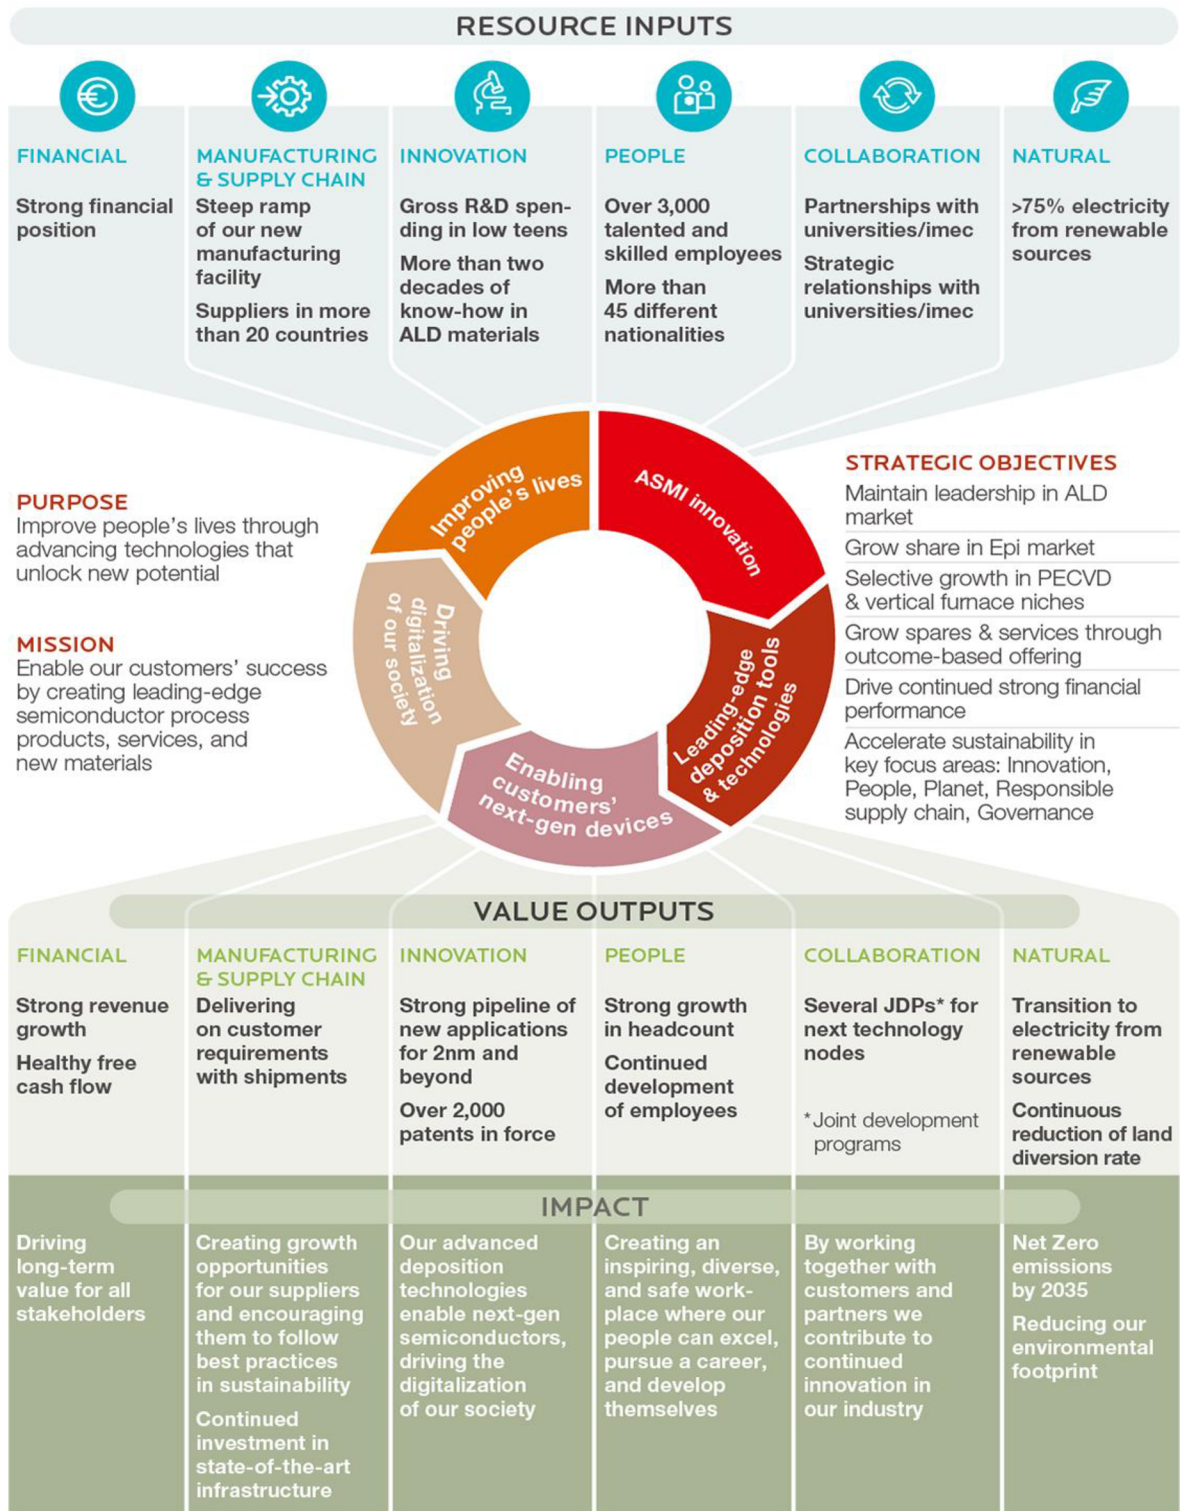 RESOURCE INPUTS
FINANCIAL
Strong financial
position
MANUFACTURING
& SUPPLY CHAIN
Steep ramp
of our new
manufacturing
facility
Suppliers in more
than 20 countries
INNOVATION
Gross R&D spen-
ding in low teens
More than two
decades of
know-how in
ALD materials
PEOPLE
Over 3,000
talented and
skilled employees
More than
45 different
nationalities
COLLABORATION
Partnerships with
universities/imec
Strategic
relationships with
universities/imec
NATURAL
>75% electricity
from renewable
sources
PURPOSE
Improve people's lives through
advancing technologies that
unlock new potential
MISSION
Enable our customers' success
by creating leading-edge
semiconductor process
products, services, and
new materials
ASMI innovation
Leading-edge
deposition tools
& technologies
Enabling
customers'
next-gen devices
Driving
digitalization
of our society
Improving
people's lives
STRATEGIC OBJECTIVES
Maintain leadership in ALD
market
Grow share in Epi market
Selective growth in PECVD
& vertical furnace niches
Grow spares & services through
outcome-based offering
Drive continued strong financial
performance
Accelerate sustainability in
key focus areas: Innovation,
People, Planet, Responsible
supply chain, Governance
VALUE OUTPUTS
FINANCIAL
Strong revenue
growth
Healthy free
cash flow
MANUFACTURING
& SUPPLY CHAIN
Delivering
on customer
requirements
with shipments
INNOVATION
Strong pipeline of
new applications
for 2nm and
beyond
Over 2,000
patents in force
PEOPLE
Strong growth
in headcount
Continued
development
of employees
COLLABORATION
Several JDPs* for
next technology
nodes
*Joint development
programs
NATURAL
Transition to
electricity from
renewable
sources
Continuous
reduction of land
diversion rate
IMPACT
Driving
long-term
value for all
stakeholders
Creating growth
opportunities
for our suppliers
and encouraging
them to follow
best practices
in sustainability
Continued
investment in
state-of-the-art
infrastructure
Our advanced
deposition
technologies
enable next-gen
semiconductors,
driving the
digitalization
of our society
Creating an
inspiring, diverse,
and safe work-
place where our
people can excel,
pursue a career,
and develop
themselves
By working
together with
customers and
partners we
contribute to
continued
innovation in
our industry
Net Zero
emissions
by 2035
Reducing our
environmental
footprint